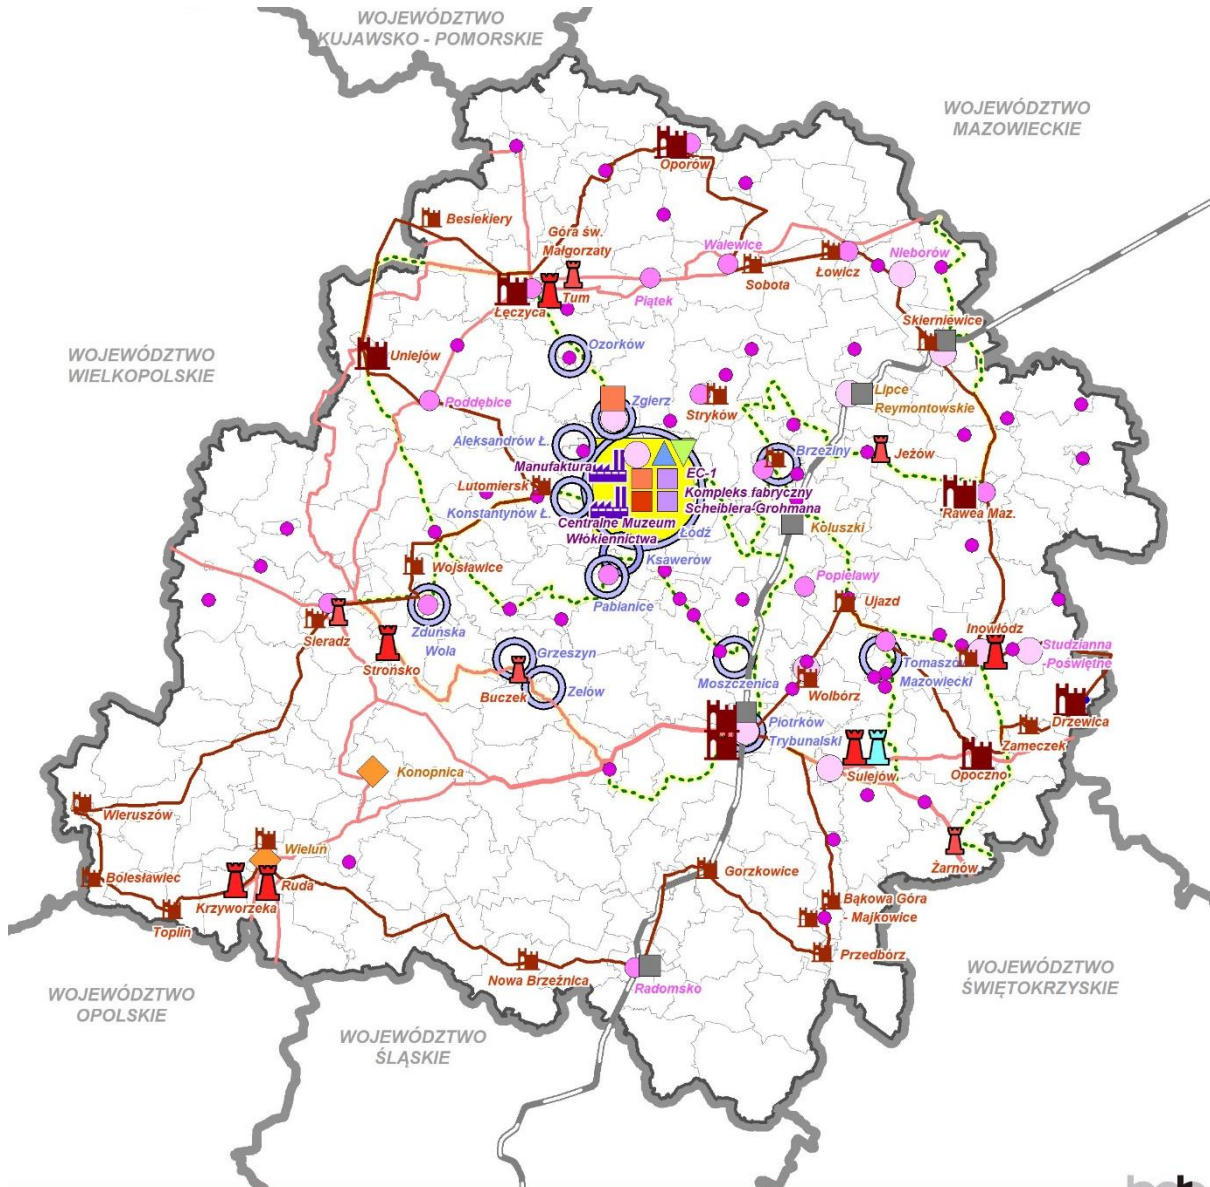 WOJEWÓDZTWO
KUJAWSKO - POMORSKIE
WOJEWÓDZTWO
MAZOWIECKIE
Oporów
Besiekiery
Góra św.
Małgorzaty
Walewice
Nieborów
Łowicz
Sobota
Tum
Piątek
Łęczyca
Skierniewice
Ozorków
WOJEWÓDZTWO
WIELKOPOLSKIE
Uniejów
Lipce
Reymontowskie
Poddębice
Zgierz
Stryków
Aleksandrów Ł.
Brzeziny
Jeżów
Manufaktura
EC-1
Lutomiersk
Kompleks fabryczny
Scheiblera-Grohmana
Konstantynów Ł.
Rawea Maz.
Centralne Muzeum
Włókiennictwa
Łódź
Koluszki
Ksawerów
Wojsławice
Popielawy
Pabianice
Ujazd
Sieradz
Zduńska
Wola
Inowłódz
Studzianna
- Poświętne
Grzeszyn
Strońsko
Tomaszów
Mazowiecki
Moszczenica
Buczek
Zelów
Wolbórz
Drzewica
Piotrków
Trybunalski
Zameczek
Konopnica
Sulejów
Opoczno
Wieruszów
Wieluń
Żarnów
Bolesławiec
Ruda
Gorzkowice
Krzyworzeka
Bąkowa Góra
- Majkowice
Toplin
Przedbórz
Nowa Brzeźnica
Radomsko
WOJEWÓDZTWO
ŚWIĘTOKRZYSKIE
WOJEWÓDZTWO
OPOLSKIE
WOJEWÓDZTWO
ŚLĄSKIE